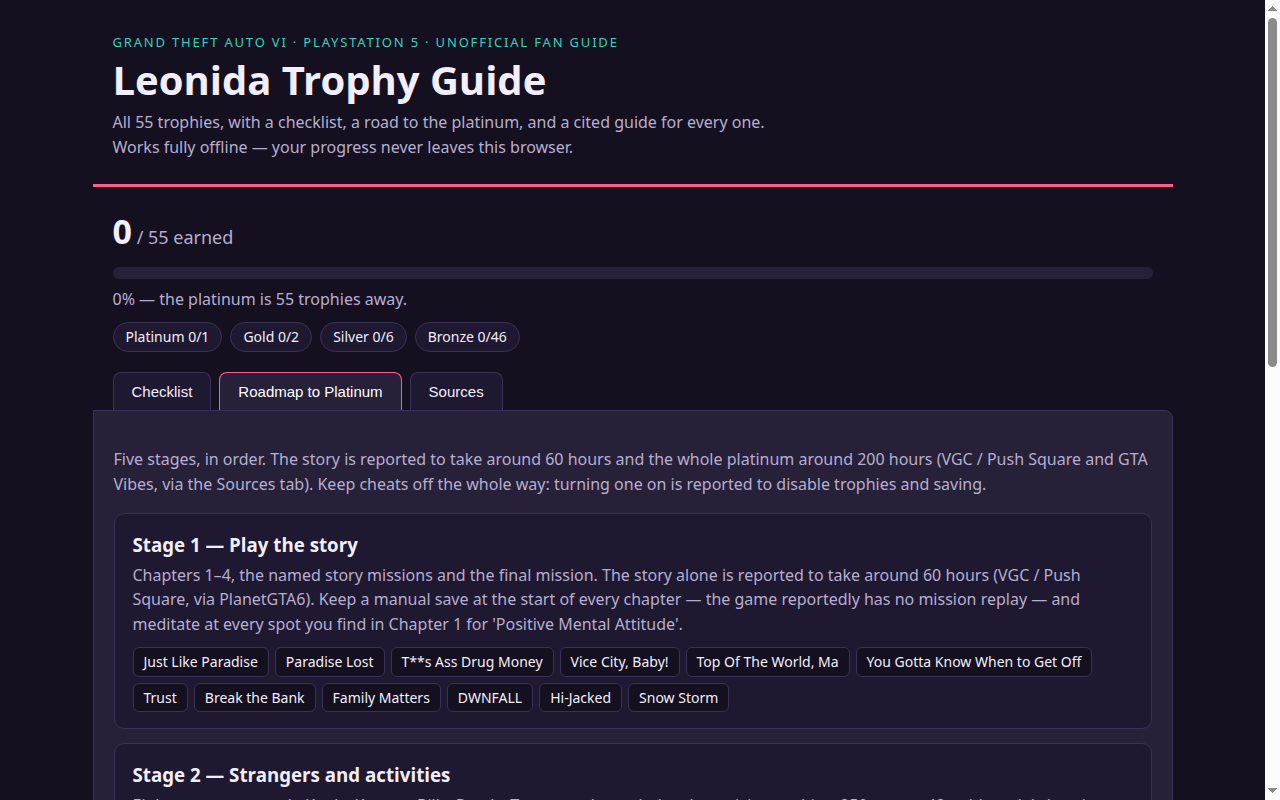 GRAND THEFT AUTO VI · PLAYSTATION 5 · UNOFFICIAL FAN GUIDE
Leonida Trophy Guide
All 55 trophies, with a checklist, a road to the platinum, and a cited guide for every one.
Works fully offline — your progress never leaves this browser.
0 / 55 earned
0% — the platinum is 55 trophies away.
Platinum 0/1 Gold 0/2 Silver 0/6 Bronze 0/46
Checklist Roadmap to Platinum Sources
Five stages, in order. The story is reported to take around 60 hours and the whole platinum around 200 hours (VGC / Push Square and GTA
Vibes, via the Sources tab). Keep cheats off the whole way: turning one on is reported to disable trophies and saving.
Stage 1 — Play the story
Chapters 1–4, the named story missions and the final mission. The story alone is reported to take around 60 hours (VGC / Push
Square, via PlanetGTA6). Keep a manual save at the start of every chapter — the game reportedly has no mission replay — and
meditate at every spot you find in Chapter 1 for 'Positive Mental Attitude'.
Just Like Paradise Paradise Lost T**s Ass Drug Money Vice City, Baby! Top Of The World, Ma You Gotta Know When to Get Off
Trust Break the Bank Family Matters DWNFALL Hi-Jacked Snow Storm
Stage 2 — Strangers and activities